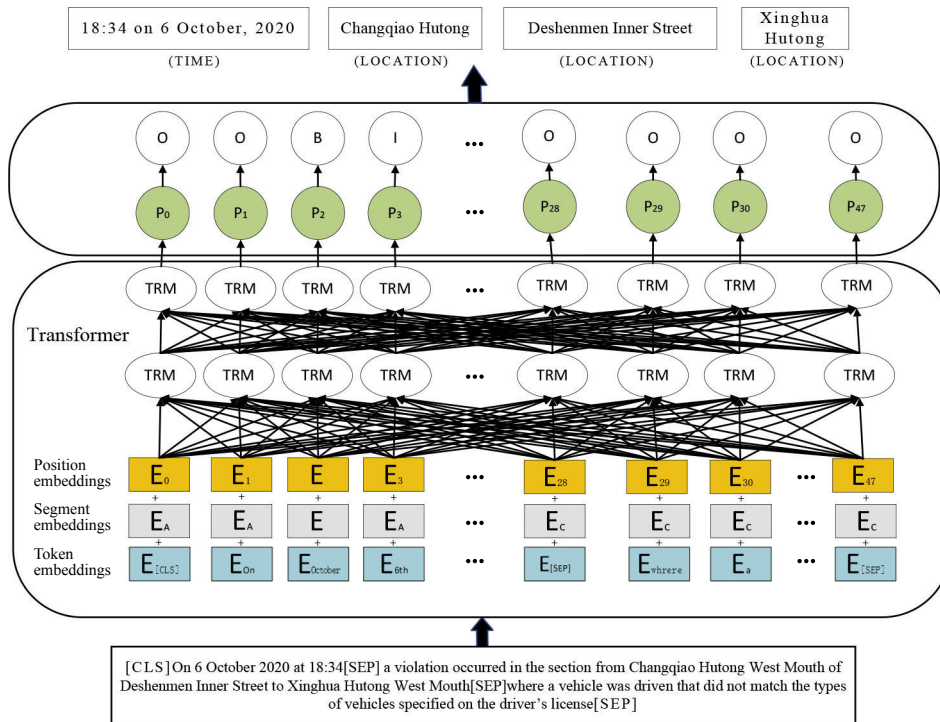 18:34 on 6 October, 2020 Changqiao Hutong Deshenmen Inner Street Xinghua Hutong
(TIME) (LOCATION) (LOCATION) (LOCATION)
O O B I ... O O O O
P0 P1 P2 P3 ... P28 P29 P30 P47
TRM TRM TRM TRM ... TRM TRM TRM TRM
Transformer
TRM TRM TRM TRM ... TRM TRM TRM TRM
Position embeddings E0 E1 E E3 ... E28 E29 E30 ... E47
+ + + + + + + +
Segment embeddings EA EA E EA ... EC EC EC ... EC
+ + + + + + + +
Token embeddings E[CLS] EOn EOctober E6th ... E[SEP] Ewhrere Ea ... E[SEP]
[CLS]On 6 October 2020 at 18:34[SEP] a violation occurred in the section from Changqiao Hutong West Mouth of
Deshenmen Inner Street to Xinghua Hutong West Mouth[SEP]where a vehicle was driven that did not match the types
of vehicles specified on the driver's license[SEP]